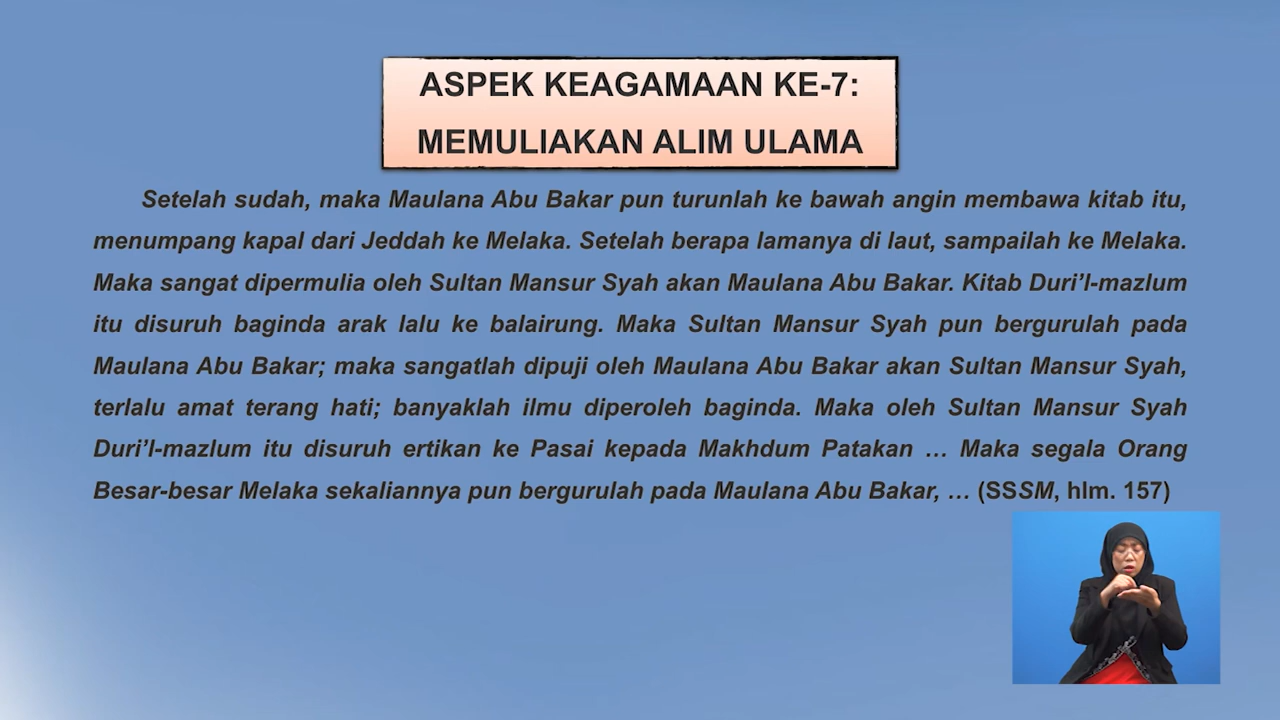 ASPEK KEAGAMAAN KE-7:
MEMULIAKAN ALIM ULAMA
Setelah sudah, maka Maulana Abu Bakar pun turunlah ke bawah angin membawa kitab itu,
menumpang kapal dari Jeddah ke Melaka. Setelah berapa lamanya di laut, sampailah ke Melaka.
Maka sangat dipermulia oleh Sultan Mansur Syah akan Maulana Abu Bakar. Kitab Duri’l-mazlum
itu disuruh baginda arak lalu ke balairung. Maka Sultan Mansur Syah pun bergurulah pada
Maulana Abu Bakar; maka sangatlah dipuji oleh Maulana Abu Bakar akan Sultan Mansur Syah,
terlalu amat terang hati; banyaklah ilmu diperoleh baginda. Maka oleh Sultan Mansur Syah
Duri’l-mazlum itu disuruh ertikan ke Pasai kepada Makhdum Patakan … Maka segala Orang
Besar-besar Melaka sekaliannya pun bergurulah pada Maulana Abu Bakar, … (SSSM, hlm. 157)